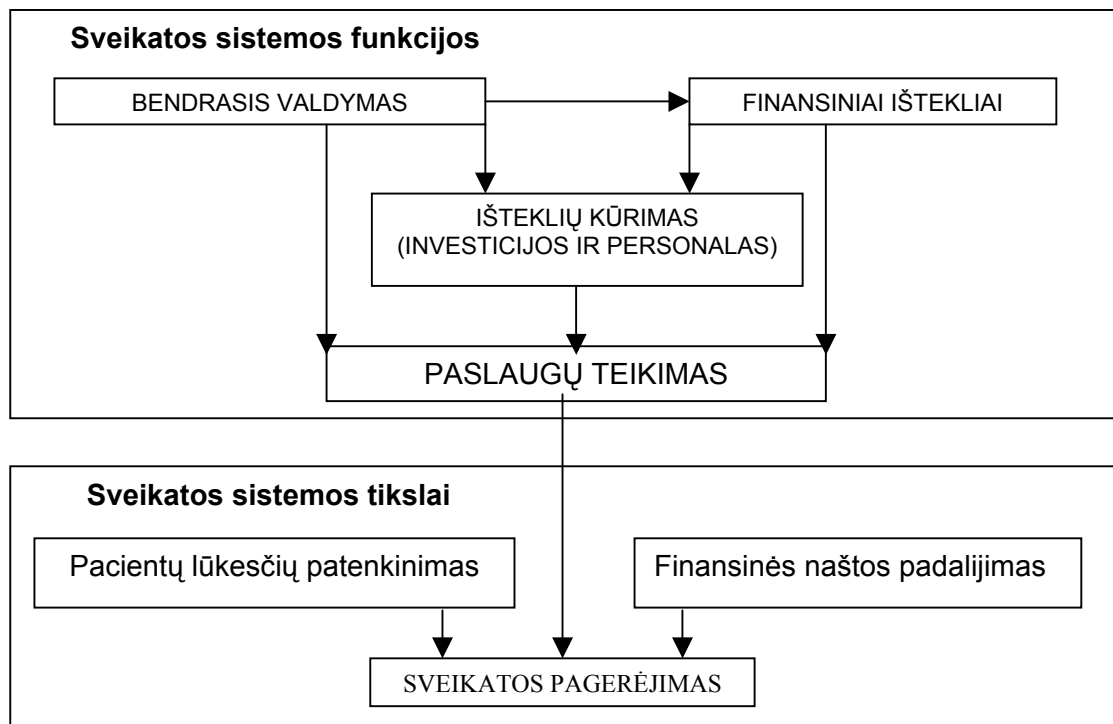 Sveikatos sistemos funkcijos
BENDRASIS VALDYMAS
FINANSINIAI IŠTEKLIAI
IŠTEKLIŲ KŪRIMAS
(INVESTICIJOS IR PERSONALAS)
PASLAUGŲ TEIKIMAS
Sveikatos sistemos tikslai
Pacientų lūkesčių patenkinimas
Finansinės naštos padalijimas
SVEIKATOS PAGERĖJIMAS